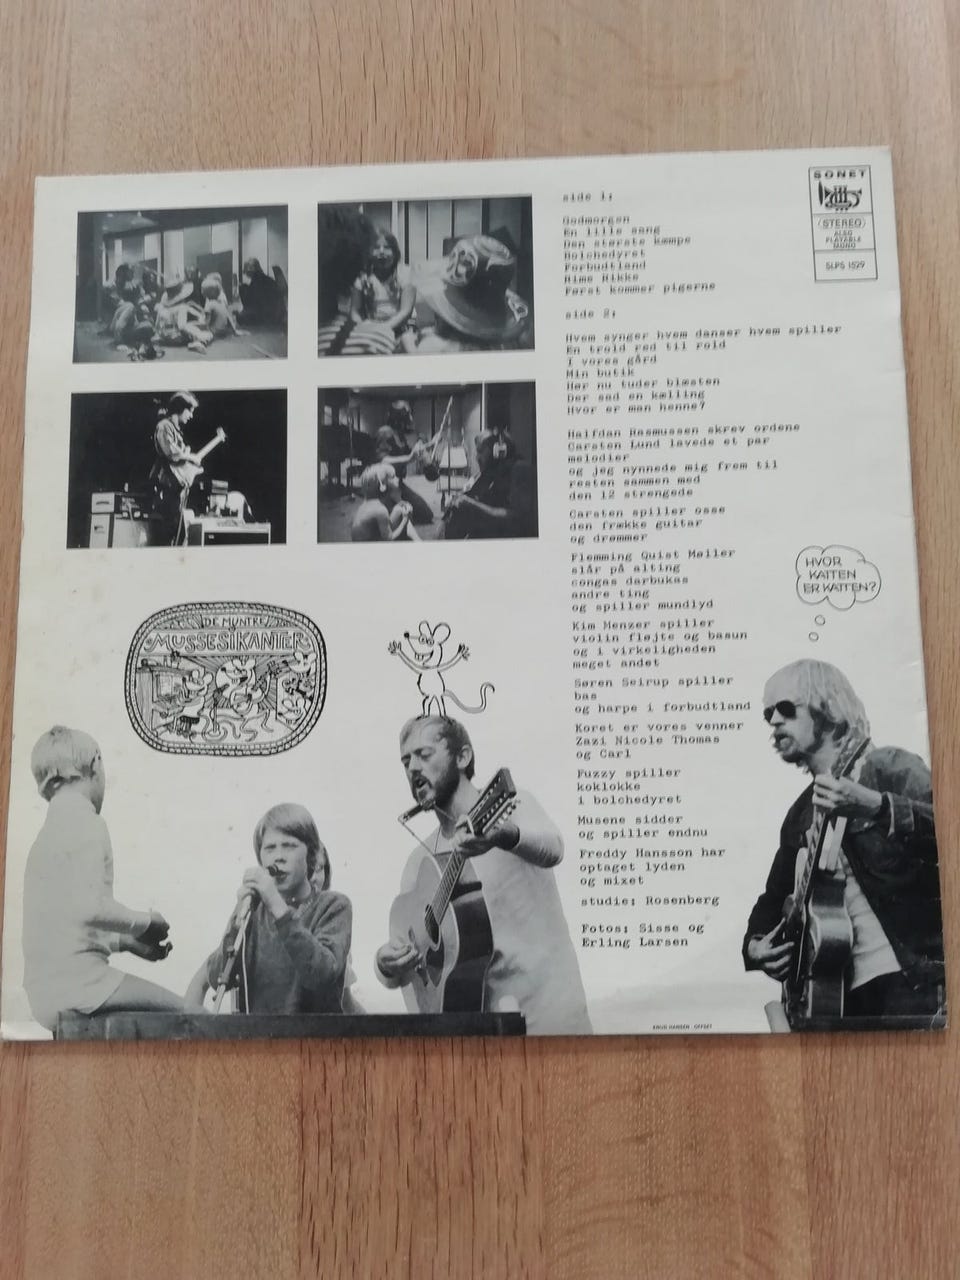 side 1:
Godmorgen
En lille sang
Den største kæmpe
Bolchedyret
Forbudtland
Rime Rikke
Først kommer pigerne
side 2:
Hvem synger hvem danser hvem spiller
En trold red til rold
I vores gård
Min butik
Hør nu tuder blæsten
Der sad en kælling
Hvor er man henne?
Halfdan Rasmussen skrev ordene
Carsten Lund lavede et par
melodier
og jeg nynnede mig frem til
resten sammen med
den 12 strengede
Carsten spiller osse
den frække guitar
og drømmer
Flemming Quist Møller
slår på alting
congas darbukas
andre ting
og spiller mundlyd
Kim Menzer spiller
violin fløjte og basun
og i virkeligheden
meget andet
Søren Seirup spiller
bas
og harpe i forbudtland
Koret er vores venner
Zazi Nicole Thomas
og Carl
Fuzzy spiller
koklokke
i bolchedyret
Musene sidder
og spiller endnu
Freddy Hansson har
optaget lyden
og mixet
studie: Rosenberg
Fotos: Sisse og
Erling Larsen
SONET
STEREO
ALSO
PLAYABLE
MONO
SLPS 1529
HVOR
KATTEN
ER KATTEN?
DE MUNTRE
MUSSESIKANTER
KNUD HANSEN OFFSET